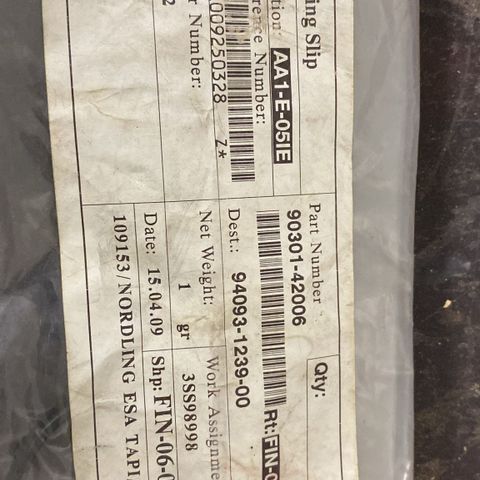 ing Slip
tion: AA1-E-05IE
erence Number:
009250328 Z*
r Number:
2
Part Number
90301-42006
Qty:
Rt: FIN-0
Dest.: 94093-1239-00
Net Weight: 1 gr
Work Assignme
3SS98998
Date: 15.04.09 Shp: FIN-06-0
109153/NORDLING ESA TAPI